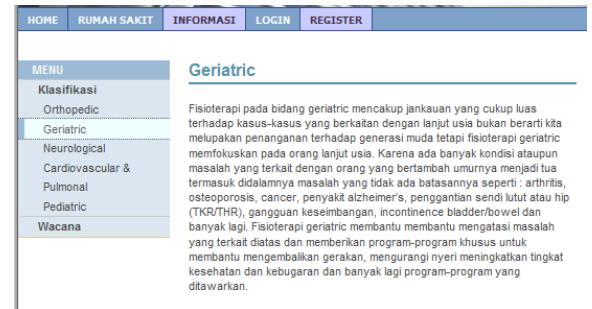 HOME RUMAH SAKIT INFORMASI LOGIN REGISTER
MENU
Klasifikasi
Orthopedic
Geriatric
Neurological
Cardiovascular &
Pulmonal
Pediatric
Wacana
Geriatric
Fisioterapi pada bidang geriatric mencakup jankauan yang cukup luas
terhadap kasus-kasus yang berkaitan dengan lanjut usia bukan berarti kita
melupakan penanganan terhadap generasi muda tetapi fisioterapi geriatric
memfokuskan pada orang lanjut usia. Karena ada banyak kondisi ataupun
masalah yang terkait dengan orang yang bertambah umurnya menjadi tua
termasuk didalamnya masalah yang tidak ada batasannya seperti : arthritis,
osteoporosis, cancer, penyakit alzheimer's, penggantian sendi lutut atau hip
(TKR/THR), gangguan keseimbangan, incontinence bladder/bowel dan
banyak lagi. Fisioterapi geriatric membantu membantu mengatasi masalah
yang terkait diatas dan memberikan program-program khusus untuk
membantu mengembalikan gerakan, mengurangi nyeri meningkatkan tingkat
kesehatan dan kebugaran dan banyak lagi program-program yang
ditawarkan.